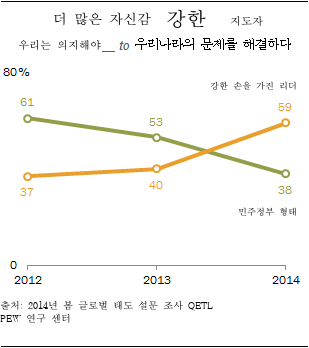 더 많은 자신감 강한 지도자
우리는 의지해야__ to 우리나라의 문제를 해결하다
80%
강한 손을 가진 리더
61
53
59
37
40
38
민주정부 형태
0
2012
2013
2014
출처: 2014년 봄 글로벌 태도 설문 조사 QETL
PEW 연구 센터